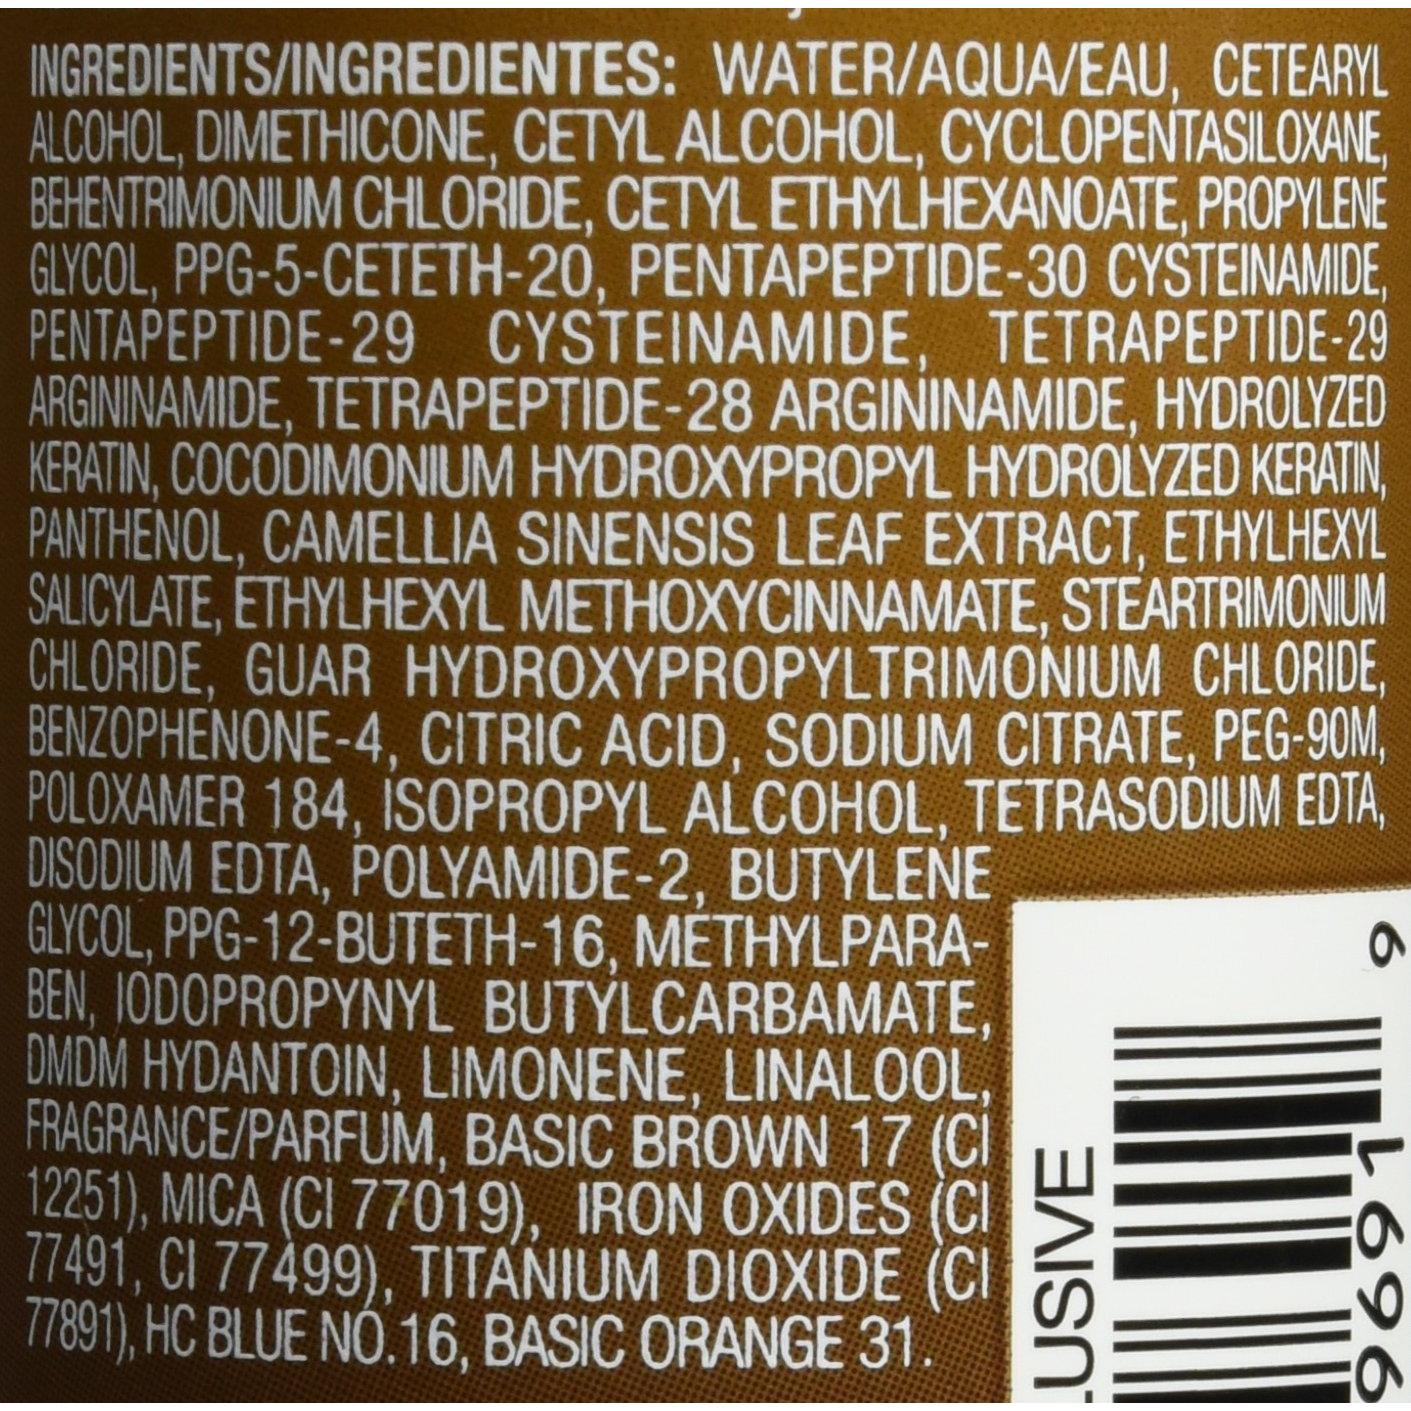 INGREDIENTS/INGREDIENTES: WATER/AQUA/EAU, CETEARYL
ALCOHOL, DIMETHICONE, CETYL ALCOHOL, CYCLOPENTASILOXANE,
BEHENTRIMONIUM CHLORIDE, CETYL ETHYLHEXANOATE, PROPYLENE
GLYCOL, PPG-5-CETETH-20, PENTAPEPTIDE-30 CYSTEINAMIDE,
PENTAPEPTIDE-29 CYSTEINAMIDE, TETRAPEPTIDE-29
ARGININAMIDE, TETRAPEPTIDE-28 ARGININAMIDE, HYDROLYZED
KERATIN, COCODIMONIUM HYDROXYPROPYL HYDROLYZED KERATIN,
PANTHENOL, CAMELLIA SINENSIS LEAF EXTRACT, ETHYLHEXYL
SALICYLATE, ETHYLHEXYL METHOXYCINNAMATE, STEARTRIMONIUM
CHLORIDE, GUAR HYDROXYPROPYLTRIMONIUM CHLORIDE,
BENZOPHENONE-4, CITRIC ACID, SODIUM CITRATE, PEG-90M,
POLOXAMER 184, ISOPROPYL ALCOHOL, TETRASODIUM EDTA,
DISODIUM EDTA, POLYAMIDE-2, BUTYLENE
GLYCOL, PPG-12-BUTETH-16, METHYLPARA-
BEN, IODOPROPYNYL BUTYLCARBAMATE,
DMDM HYDANTOIN, LIMONENE, LINALOOL,
FRAGRANCE/PARFUM, BASIC BROWN 17 (CI
12251), MICA (CI 77019), IRON OXIDES (CI
77491, CI 77499), TITANIUM DIOXIDE (CI
77891), HC BLUE NO.16, BASIC ORANGE 31.
LUSIVE